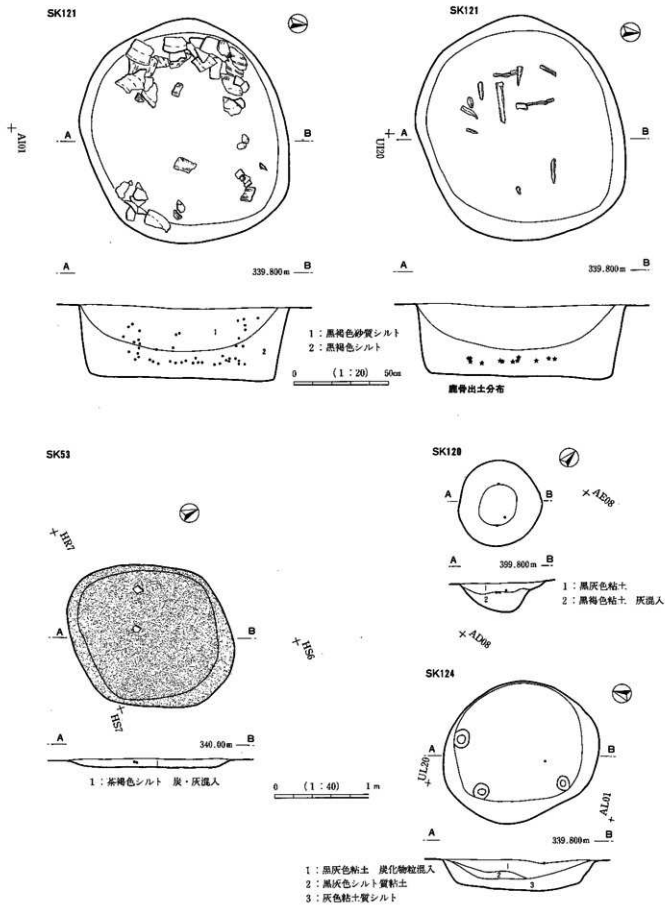 SK121
AI01
A B
A B
339.800m
1
2
1：黒褐色砂質シルト
2：黒褐色シルト
0 (1：20) 50cm
SK121
UI20
A B
A B
339.800m
鹿骨出土分布
SK53
HR7
A B
HS6
HS7
A B
340.00m
1：茶褐色シルト 炭・灰混入
0 (1：40) 1m
SK120
A B
AE08
A B
399.800m
1
2
1：黒灰色粘土
2：黒褐色粘土 灰混入
AD08
SK124
A B
UL20
AL01
A B
339.800m
1
2
3
1：黒灰色粘土 炭化物粒混入
2：黒灰色シルト質粘土
3：灰色粘土質シルト